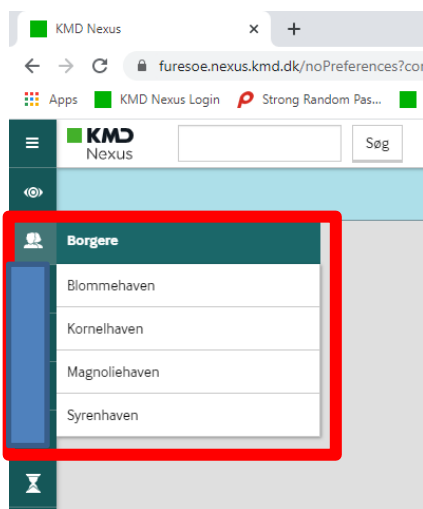 KMD Nexus
furesoe.nexus.kmd.dk/noPreferences?co
Apps KMD Nexus Login Strong Random Pas...
KMD
Nexus
Søg
Borgere
Blommehaven
Kornelhaven
Magnoliehaven
Syrenhaven